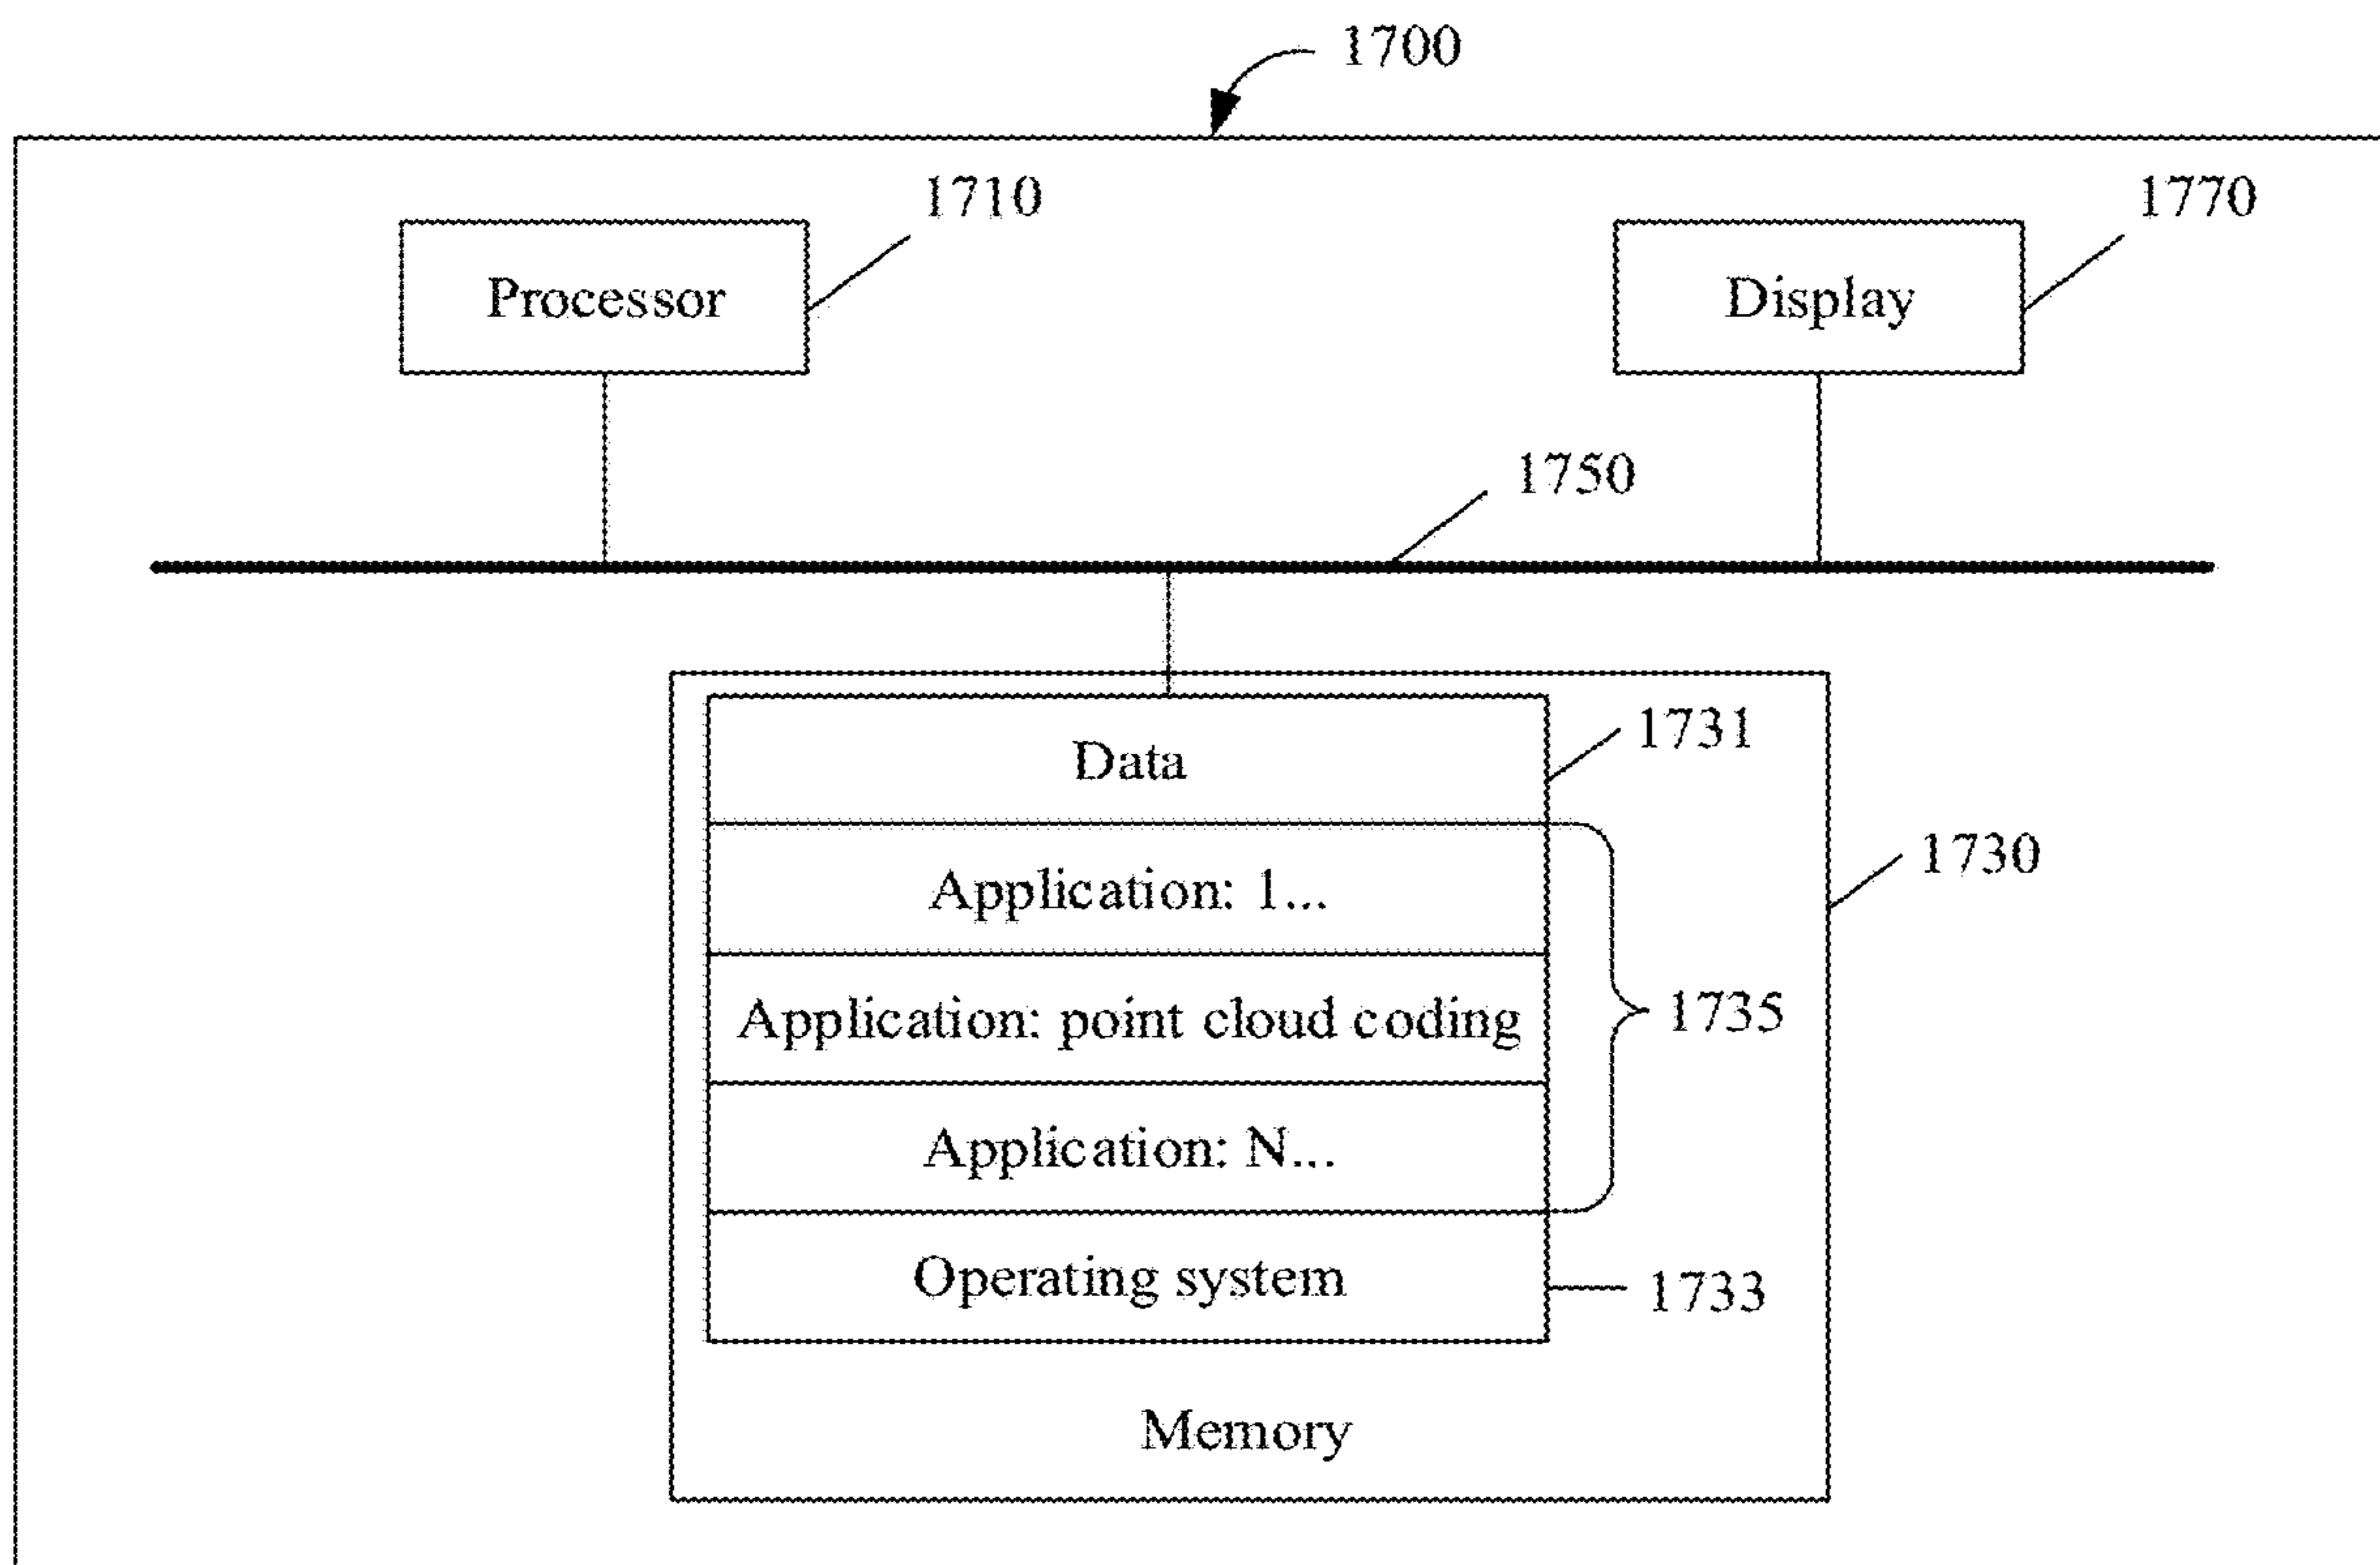 1700
1710
1770
Processor
Display
1750
1731
Data
1730
Application: 1...
1735
Application: point cloud coding
Application: N...
Operating system
1733
Memory